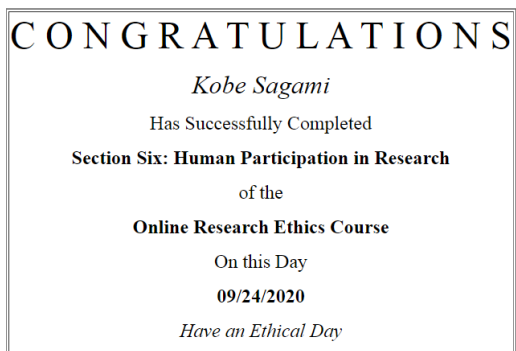 CONGRATULATIONS
Kobe Sagami
Has Successfully Completed
Section Six: Human Participation in Research
of the
Online Research Ethics Course
On this Day
09/24/2020
Have an Ethical Day